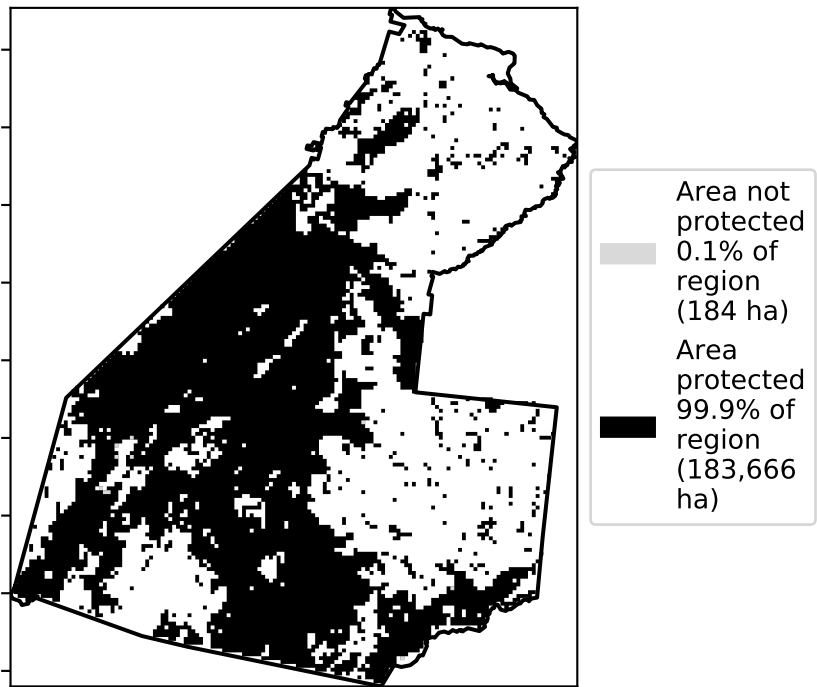 Area not
protected
0.1% of
region
(184 ha)
Area
protected
99.9% of
region
(183,666
ha)